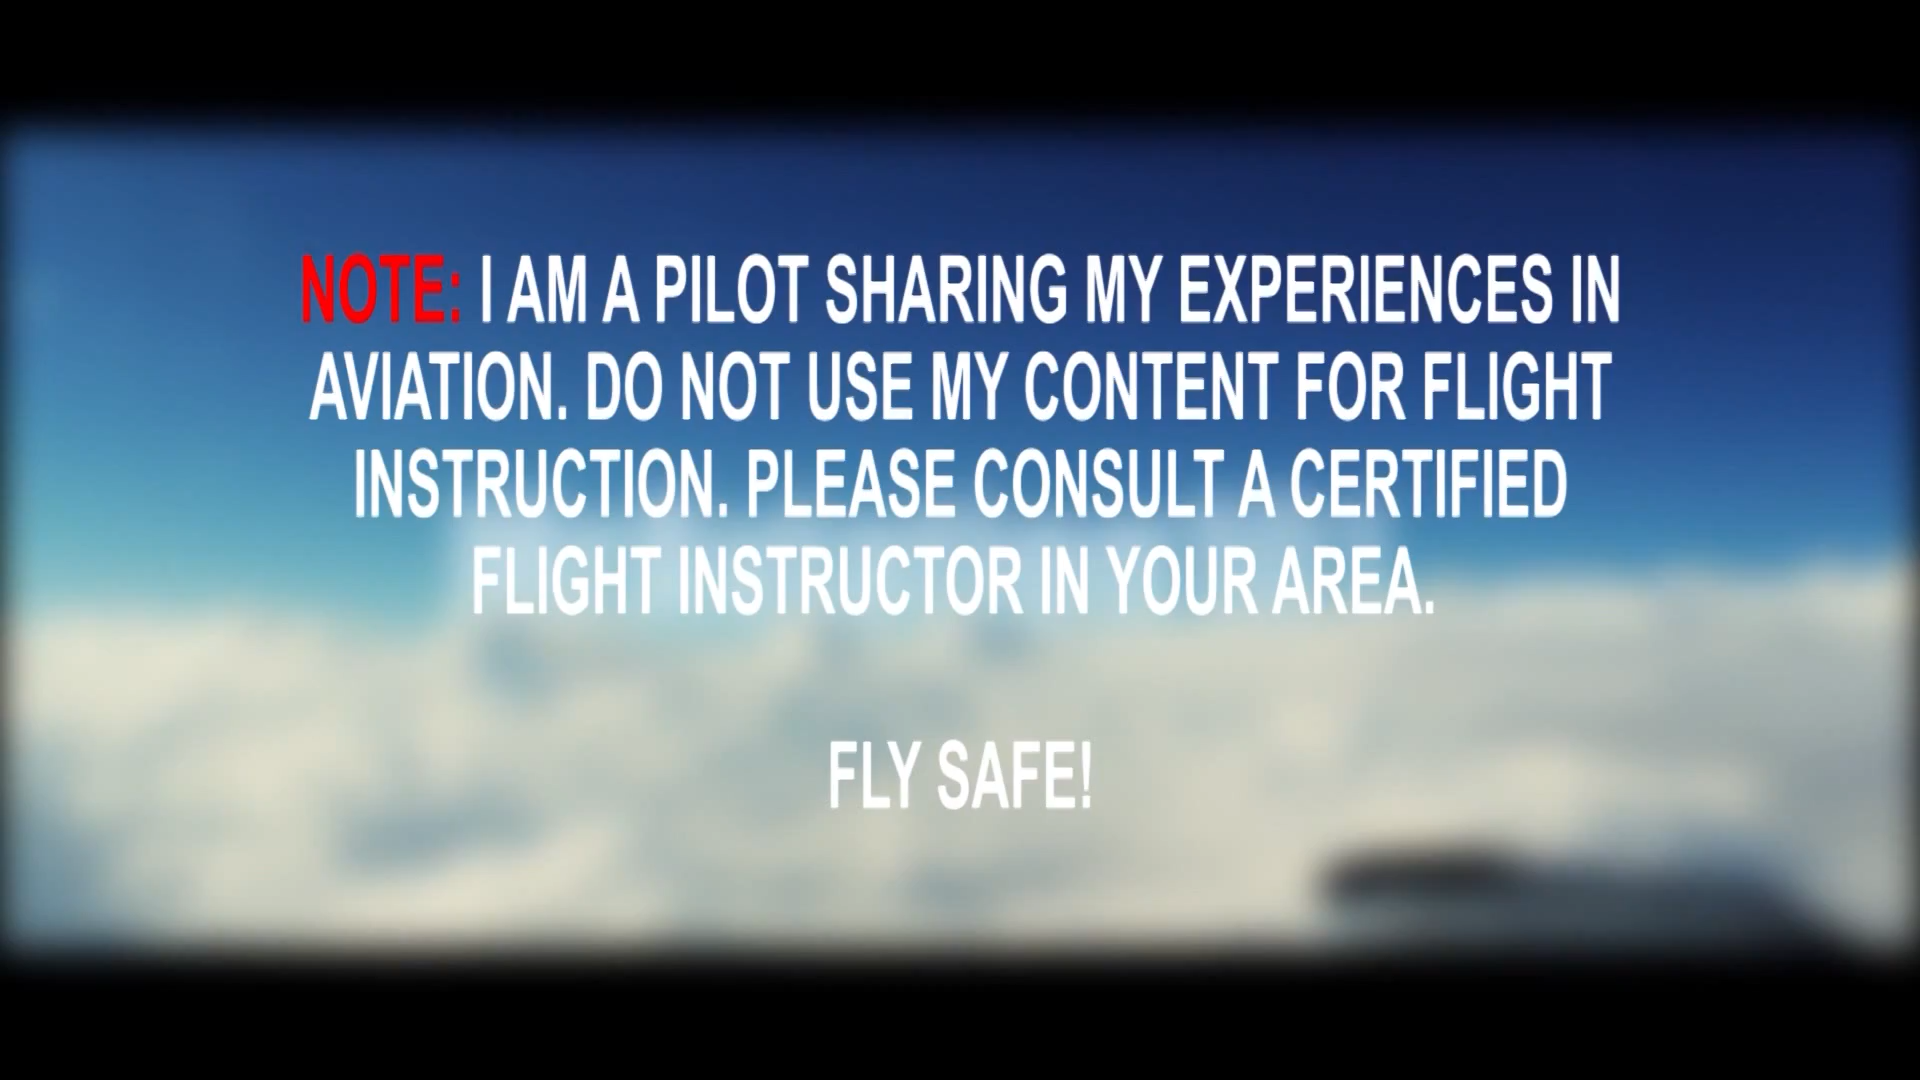 NOTE: I AM A PILOT SHARING MY EXPERIENCES IN
AVIATION. DO NOT USE MY CONTENT FOR FLIGHT
INSTRUCTION. PLEASE CONSULT A CERTIFIED
FLIGHT INSTRUCTOR IN YOUR AREA.
FLY SAFE!